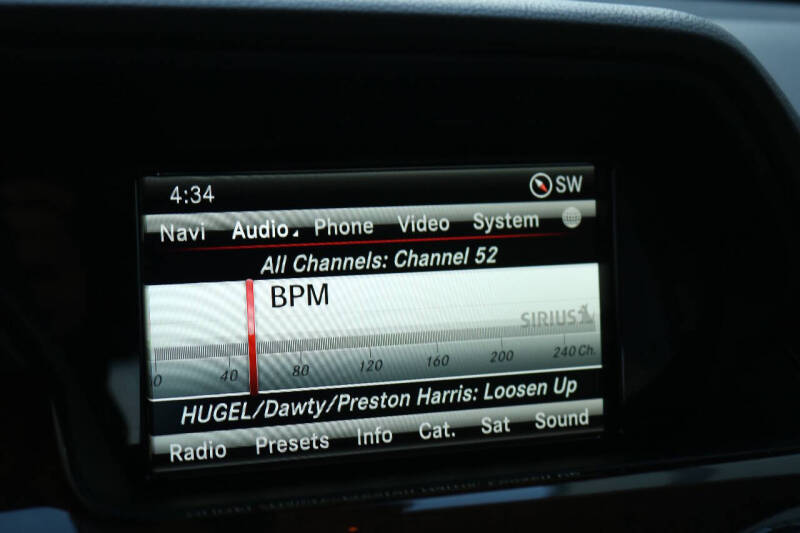 4:34 SW
Navi Audio Phone Video System
All Channels: Channel 52
BPM
SIRIUS
0 40 80 120 160 200 240 Ch.
HUGEL/Dawty/Preston Harris: Loosen Up
Radio Presets Info Cat. Sat Sound